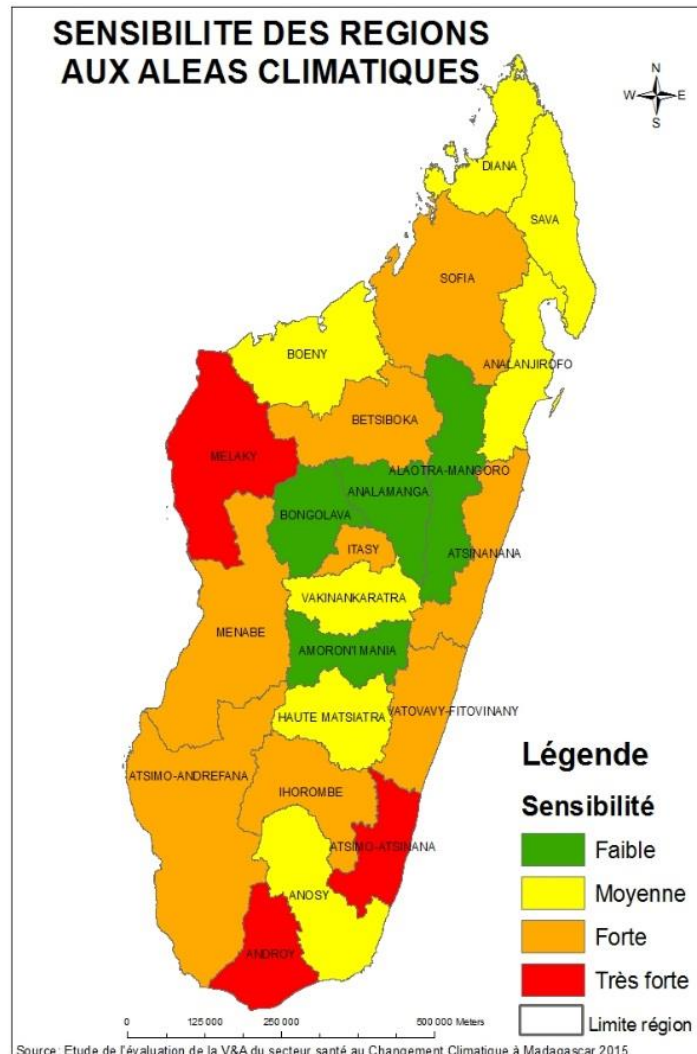 SENSIBILITE DES REGIONS
AUX ALEAS CLIMATIQUES
N
W E
S
DIANA
SAVA
SOFIA
ANALANJIROFO
BOENY
BETSIBOKA
MELAKY
ALAOTRA-MANGORO
ANALAMANGA
BONGOLAVA
ITASY
ATSINANANA
VAKINANKARATRA
MENABE
AMORON'I MANIA
HAUTE MATSIATRA
VATOVAVY-FITOVINANY
ATSIMO-ANDREFANA
IHOROMBE
ATSIMO-ATSINANA
ANOSY
ANDROY
Légende
Sensibilité
Faible
Moyenne
Forte
Très forte
Limite région
0 125 000 250 000 500 000 Meters
Source: Etude de l'évaluation de la V&A du secteur santé au Changement Climatique à Madagascar 2015